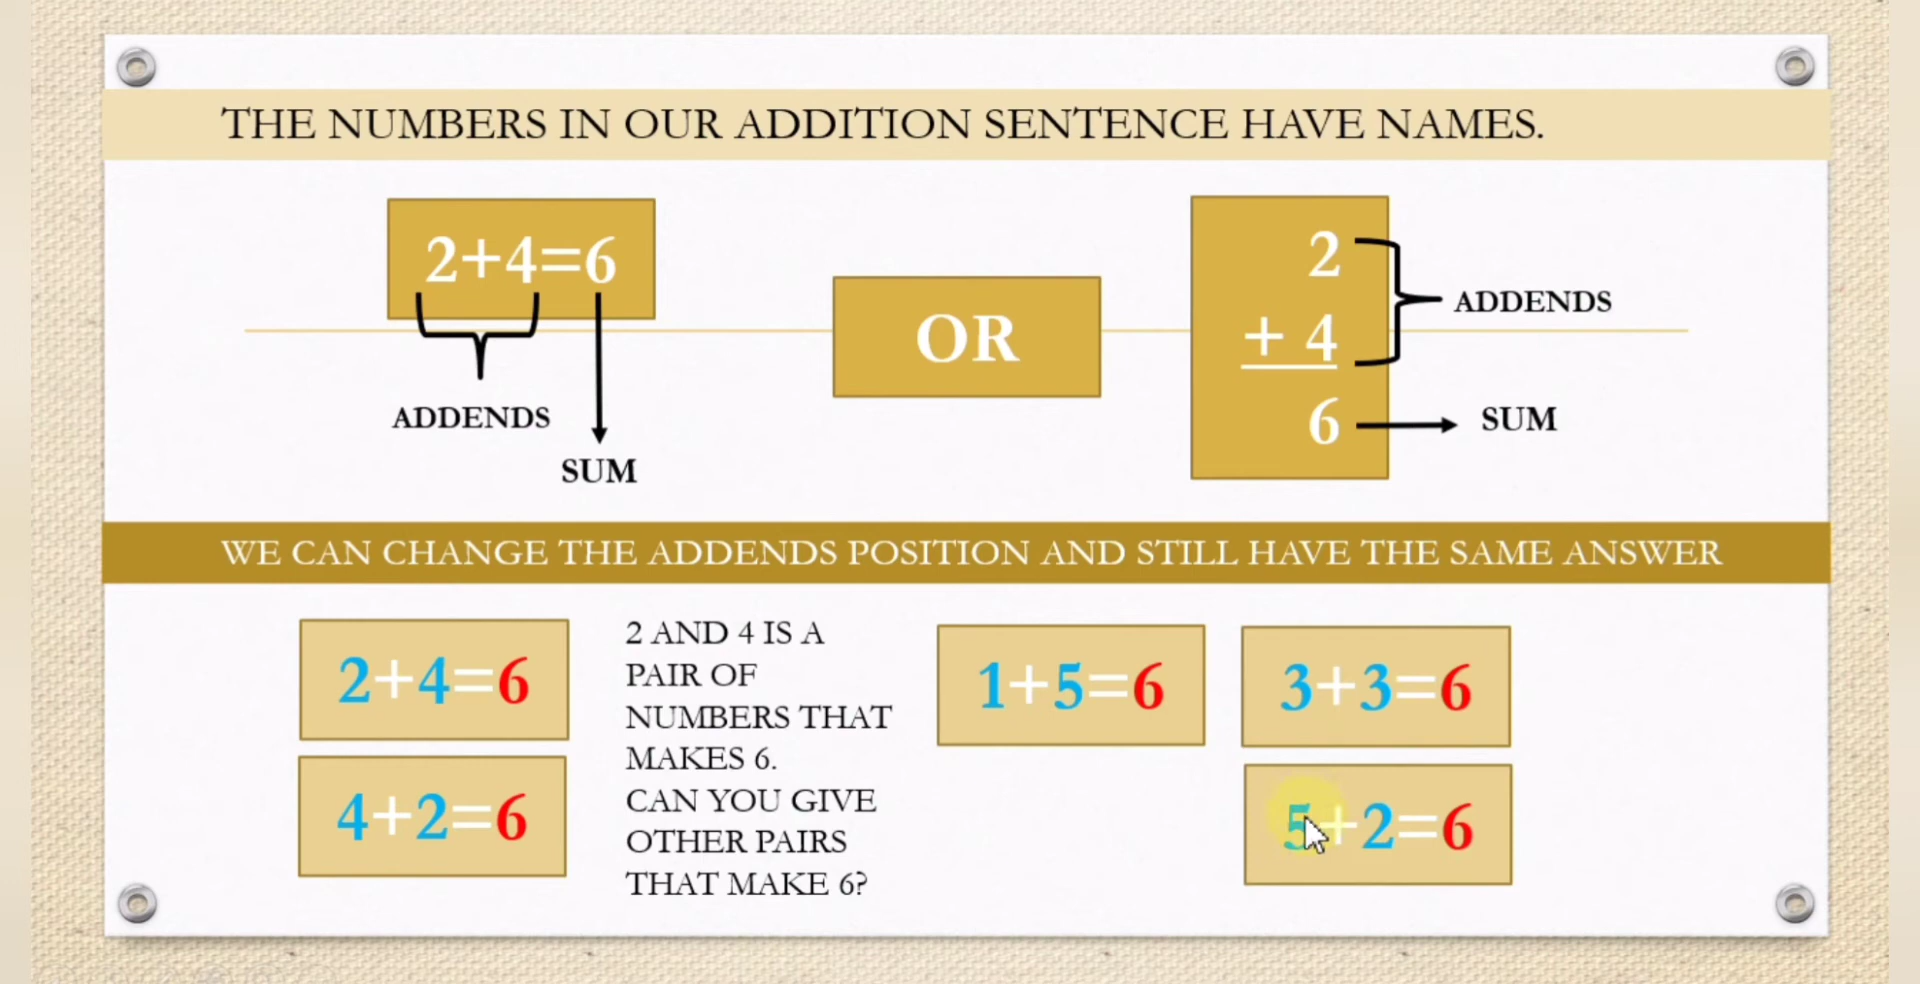 THE NUMBERS IN OUR ADDITION SENTENCE HAVE NAMES.
2+4=6
ADDENDS
SUM
OR
2
+ 4
6
ADDENDS
SUM
WE CAN CHANGE THE ADDENDS POSITION AND STILL HAVE THE SAME ANSWER
2+4=6
4+2=6
2 AND 4 IS A
PAIR OF
NUMBERS THAT
MAKES 6.
CAN YOU GIVE
OTHER PAIRS
THAT MAKE 6?
1+5=6
3+3=6
5+2=6